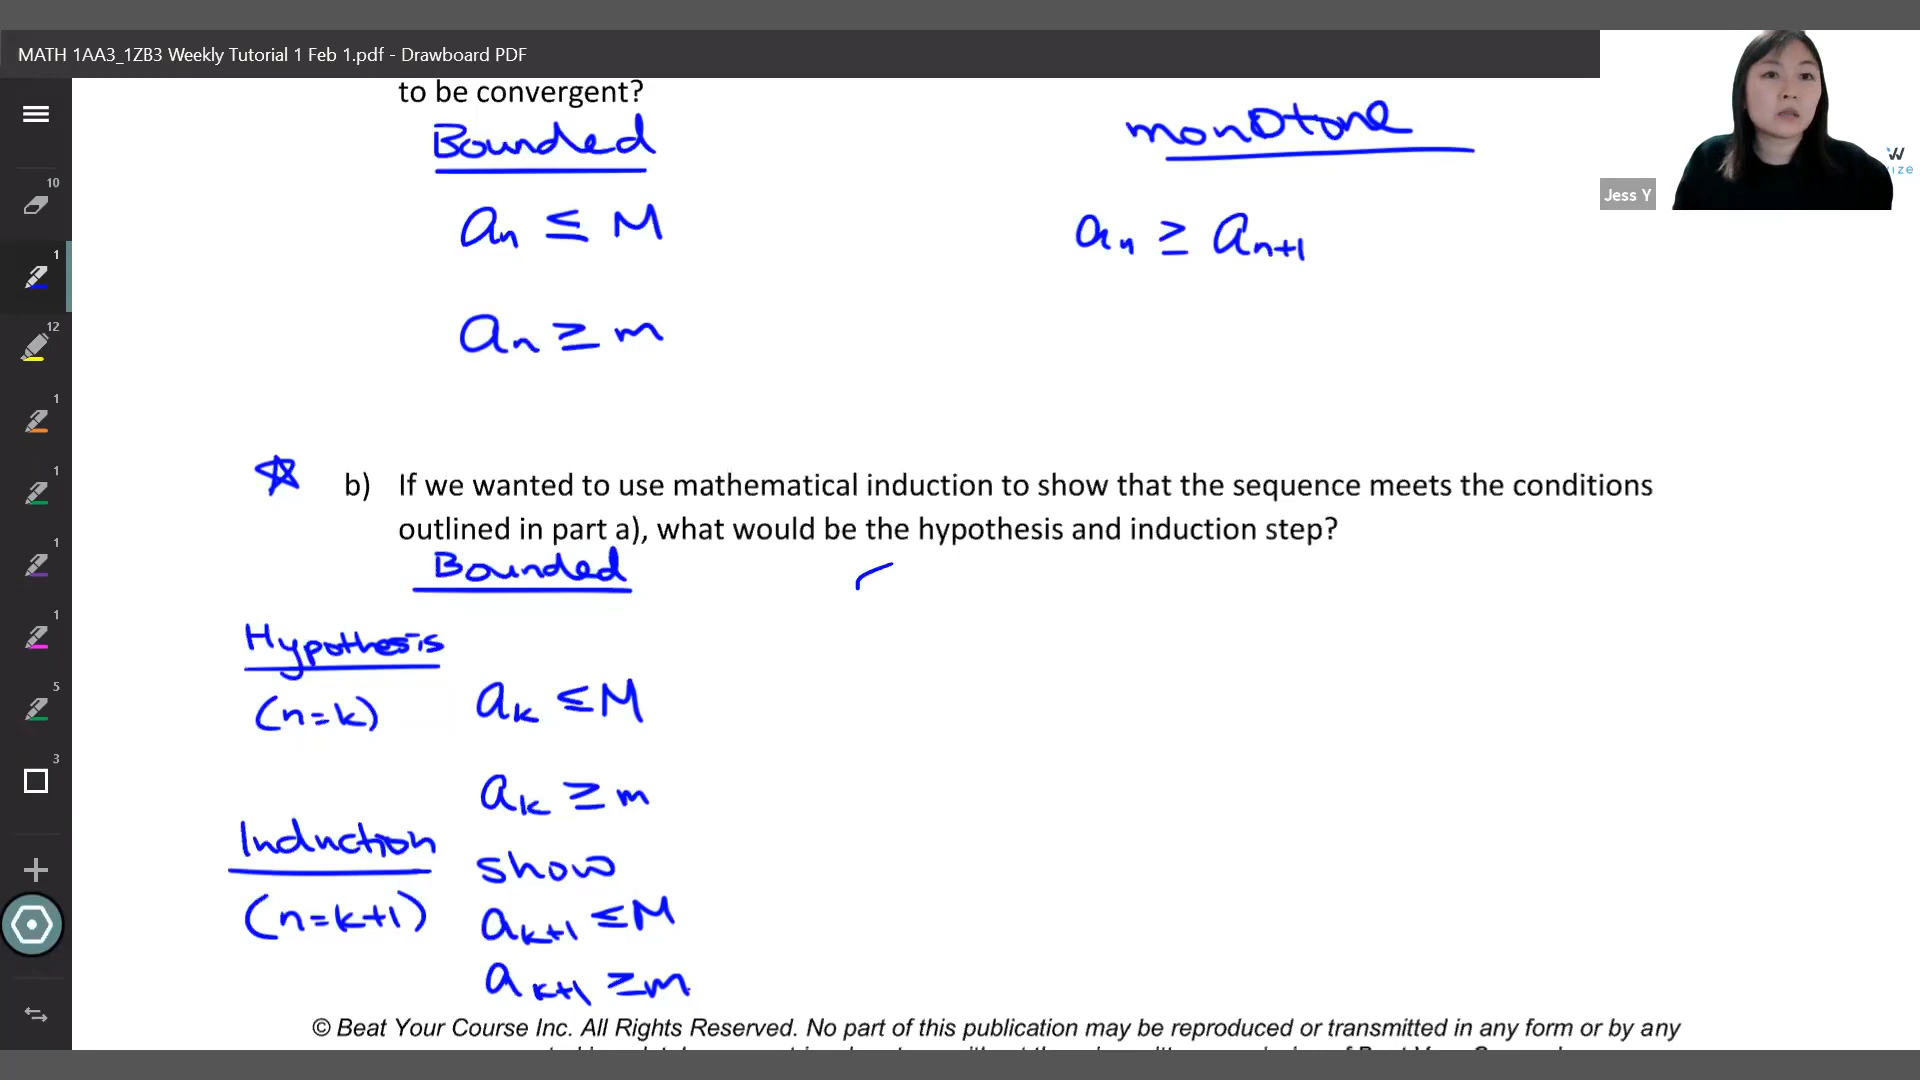 MATH 1AA3_1ZB3 Weekly Tutorial 1 Feb 1.pdf - Drawboard PDF
to be convergent?
Bounded
monotone
an ≤ M
an ≥ an+1
an ≥ m
b) If we wanted to use mathematical induction to show that the sequence meets the conditions
outlined in part a), what would be the hypothesis and induction step?
Bounded
Hypothesis
(n=k) ak ≤ M
ak ≥ m
Induction
(n=k+1)
show
ak+1 ≤ M
ak+1 ≥ m
© Beat Your Course Inc. All Rights Reserved. No part of this publication may be reproduced or transmitted in any form or by any
Jess Y
W
ize
10
1
12
1
1
1
1
5
3